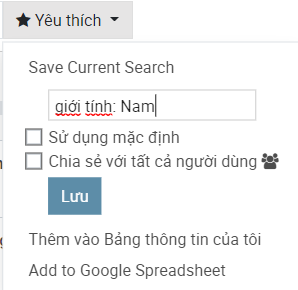 Yêu thích
Save Current Search
giới tính: Nam
Sử dụng mặc định
Chia sẻ với tất cả người dùng
Lưu
Thêm vào Bảng thông tin của tôi
Add to Google Spreadsheet